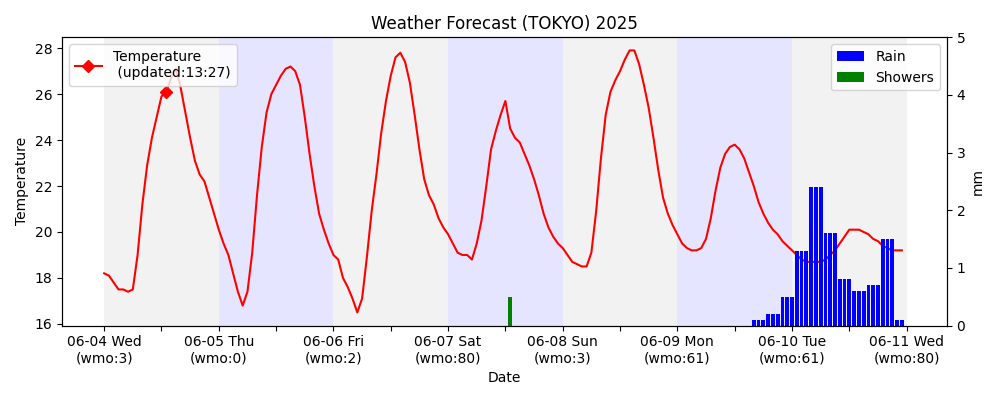 Weather Forecast (TOKYO) 2025
Temperature
(updated:13:27)
Rain
Showers
28
26
24
22
20
18
16
Temperature
5
4
3
2
1
0
mm
06-04 Wed
(wmo:3)
06-05 Thu
(wmo:0)
06-06 Fri
(wmo:2)
06-07 Sat
(wmo:80)
06-08 Sun
(wmo:3)
06-09 Mon
(wmo:61)
06-10 Tue
(wmo:61)
06-11 Wed
(wmo:80)
Date